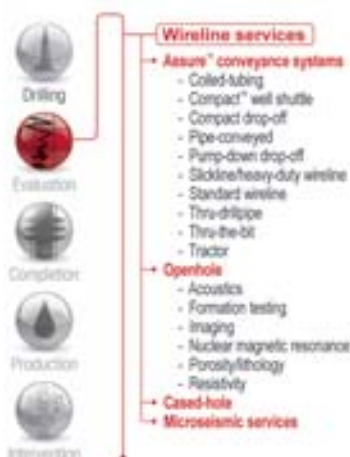 Wireline services
Assure™ conveyance systems
- Coiled-tubing
- Compact™ well shuttle
- Compact drop-off
- Pipe-conveyed
- Pump-down drop-off
- Slickline/heavy-duty wireline
- Standard wireline
- Thru-drillpipe
- Thru-the-bit
- Tractor
Openhole
- Acoustics
- Formation testing
- Imaging
- Nuclear magnetic resonance
- Porosity/lithology
- Resistivity
Cased-hole
Microseismic services
Drilling
Evaluation
Completion
Production
Intervention